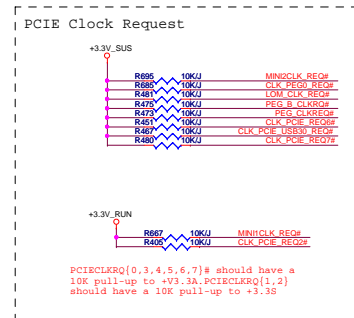 PCIE Clock Request
+3.3V_SUS
R695 10K/J MINI2CLK_REQ#
R685 10K/J CLK_PEG0_REQ#
R481 10K/J LOM_CLK_REQ#
R475 10K/J PEG_B_CLKRQ#
R473 10K/J PEG_CLKREQ#
R451 10K/J CLK_PCIE_REQ6#
R467 10K/J CLK_PCIE_USB30_REQ#
R480 10K/J CLK_PCIE_REQ7#
+3.3V_RUN
R667 10K/J MINI1CLK_REQ#
R405 10K/J CLK_PCIE_REQ2#
PCIECLKRQ{0,3,4,5,6,7}# should have a
10K pull-up to +V3.3A.PCIECLRQ{1,2}
should have a 10K pull-up to +3.3S